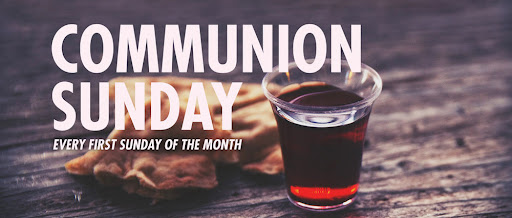 COMMUNION
SUNDAY
EVERY FIRST SUNDAY OF THE MONTH